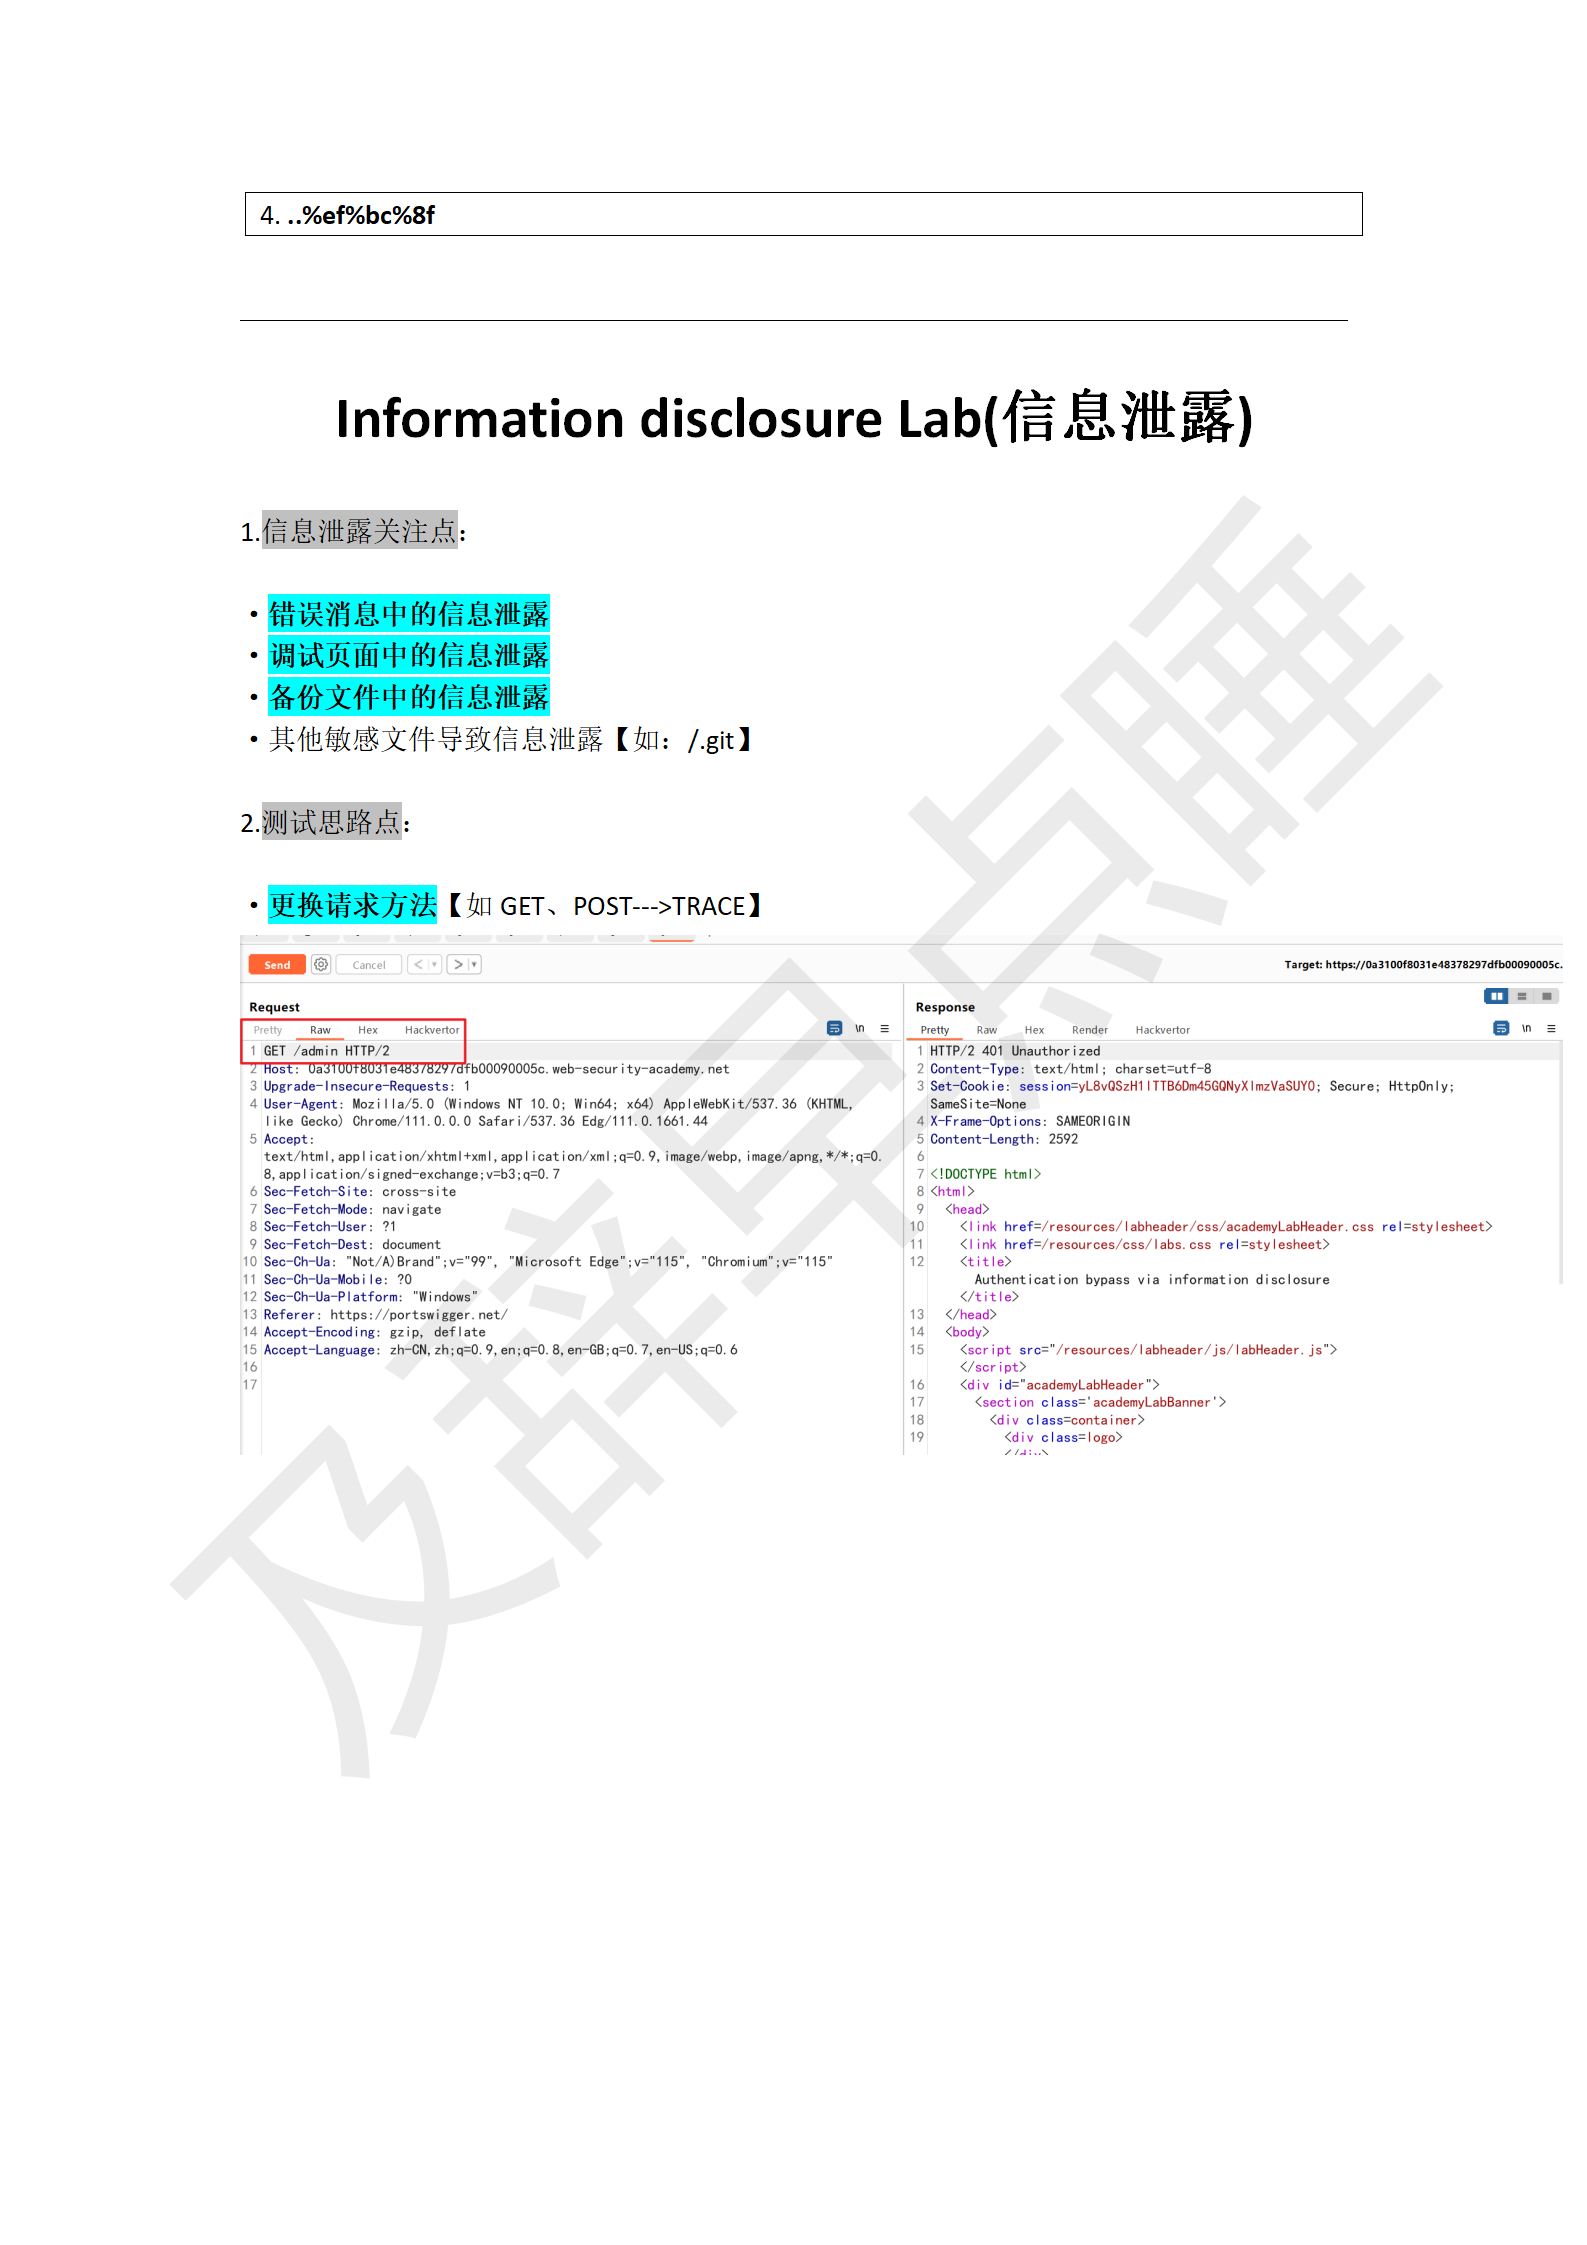 4. ..%ef%bc%8f
Information disclosure Lab(信息泄露)
1.信息泄露关注点：
·错误消息中的信息泄露
·调试页面中的信息泄露
·备份文件中的信息泄露
·其他敏感文件导致信息泄露【如：/.git】
2.测试思路点：
·更换请求方法【如 GET、POST--->TRACE】
Send Cancel < >
Target: https://0a3100f8031e48378297dfb00090005c.
Request
Pretty Raw Hex Hackvertor \n
1 GET /admin HTTP/2
2 Host: 0a3100f8031e48378297dfb00090005c.web-security-academy.net
3 Upgrade-Insecure-Requests: 1
4 User-Agent: Mozilla/5.0 (Windows NT 10.0; Win64; x64) AppleWebKit/537.36 (KHTML,
like Gecko) Chrome/111.0.0.0 Safari/537.36 Edg/111.0.1661.44
5 Accept:
text/html,application/xhtml+xml,application/xml;q=0.9,image/webp,image/apng,*/*;q=0.
8,application/signed-exchange;v=b3;q=0.7
6 Sec-Fetch-Site: cross-site
7 Sec-Fetch-Mode: navigate
8 Sec-Fetch-User: ?1
9 Sec-Fetch-Dest: document
10 Sec-Ch-Ua: "Not/A)Brand";v="99", "Microsoft Edge";v="115", "Chromium";v="115"
11 Sec-Ch-Ua-Mobile: ?0
12 Sec-Ch-Ua-Platform: "Windows"
13 Referer: https://portswigger.net/
14 Accept-Encoding: gzip, deflate
15 Accept-Language: zh-CN,zh;q=0.9,en;q=0.8,en-GB;q=0.7,en-US;q=0.6
16
17
Response
Pretty Raw Hex Render Hackvertor \n
1 HTTP/2 401 Unauthorized
2 Content-Type: text/html; charset=utf-8
3 Set-Cookie: session=yL8vQSzH1lTTB6Dm45GQNyXlmzVaSUY0; Secure; HttpOnly;
SameSite=None
4 X-Frame-Options: SAMEORIGIN
5 Content-Length: 2592
6
7 <!DOCTYPE html>
8 <html>
9 <head>
10 <link href=/resources/labheader/css/academyLabHeader.css rel=stylesheet>
11 <link href=/resources/css/labs.css rel=stylesheet>
12 <title>
Authentication bypass via information disclosure
</title>
13 </head>
14 <body>
15 <script src="/resources/labheader/js/labHeader.js">
</script>
16 <div id="academyLabHeader">
17 <section class='academyLabBanner'>
18 <div class=container>
19 <div class=logo>
</div>
及辞早点睡